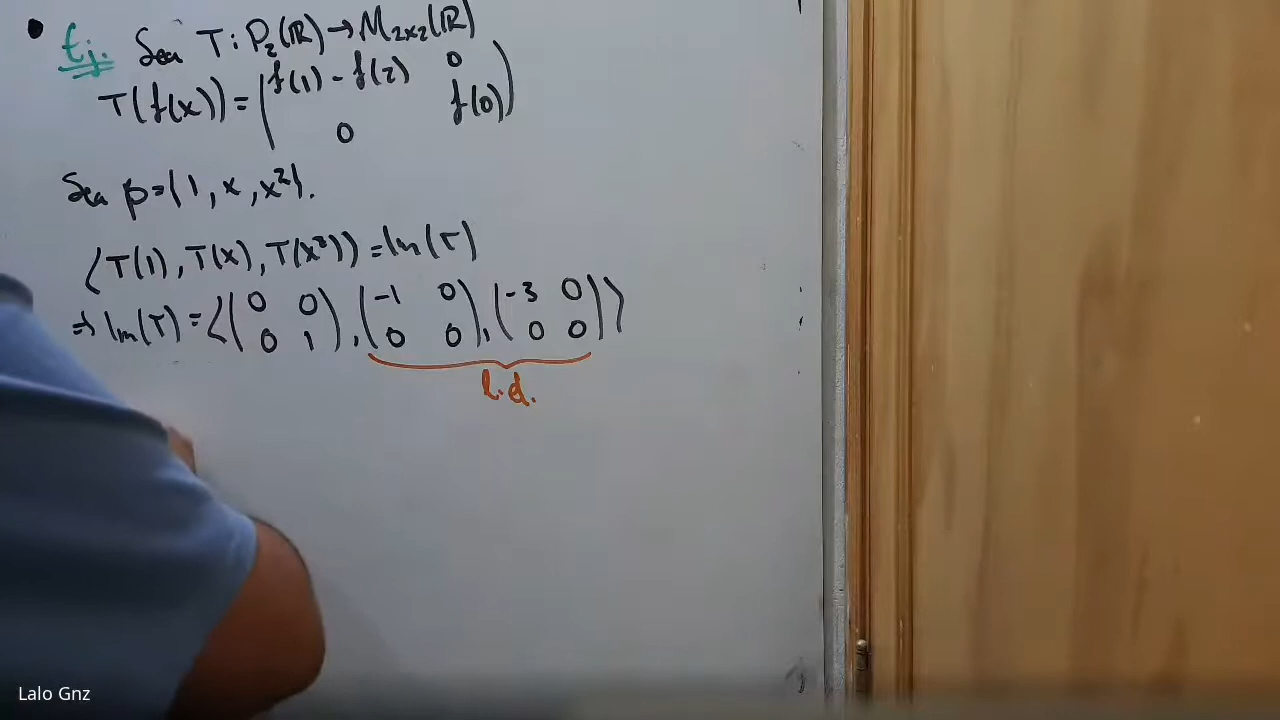 • Ej. Sea T: P₂(ℝ) → M₂ₓ₂(ℝ)
T(f(x)) = ( f(1) - f(2) 0
0 f(0) )
Sea β = {1, x, x²}.
⟨T(1), T(x), T(x²)⟩ = Im(T)
⇒ Im(T) = ⟨( 0 0 ), ( -1 0 ), ( -3 0 )⟩
( 0 1 ) ( 0 0 ) ( 0 0 )
l.d.
Lalo Gnz